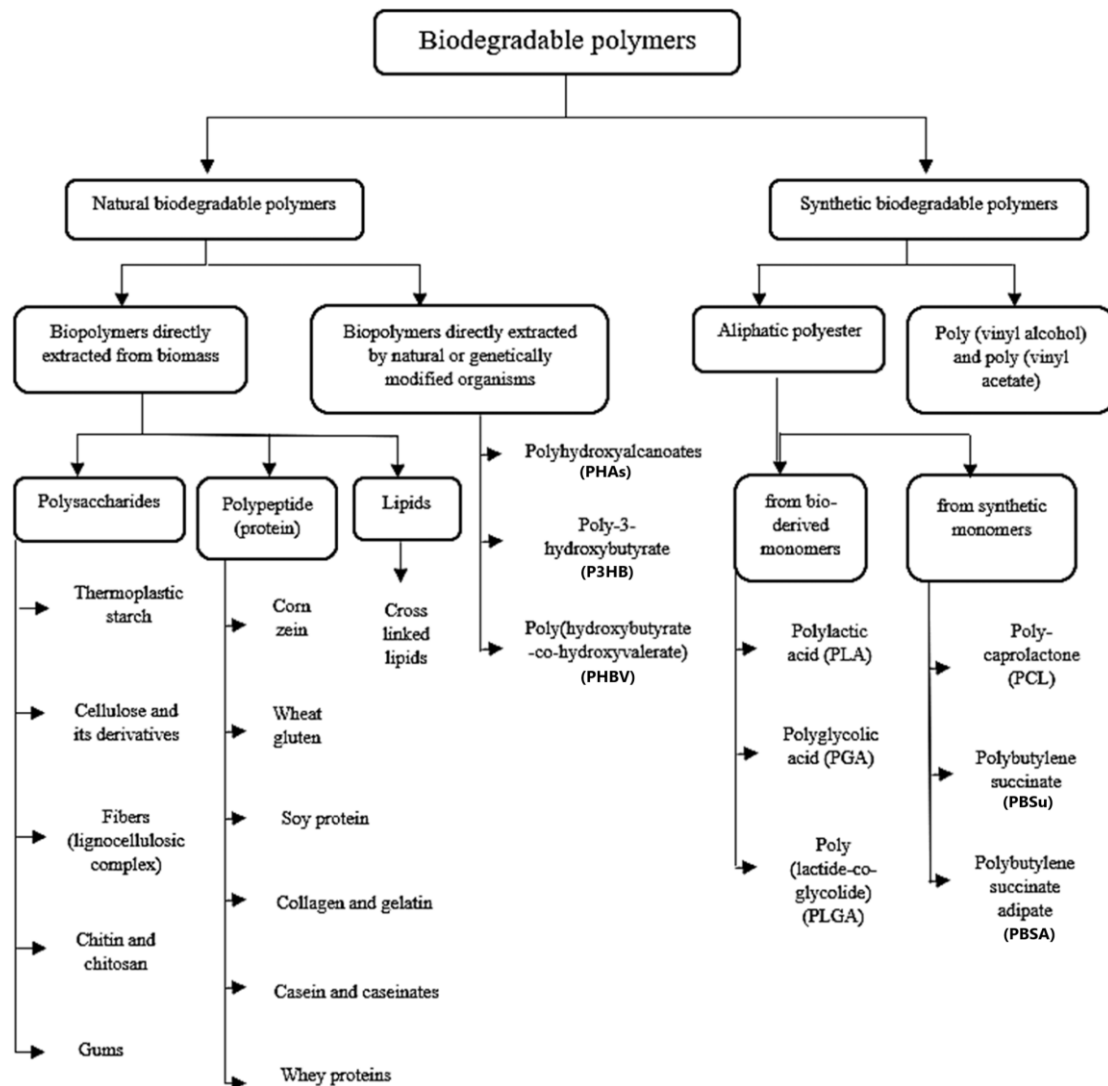 Biodegradable polymers
Natural biodegradable polymers
Synthetic biodegradable polymers
Biopolymers directly
extracted from biomass
Biopolymers directly extracted
by natural or genetically
modified organisms
Aliphatic polyester
Poly (vinyl alcohol)
and poly (vinyl
acetate)
Polysaccharides
Polypeptide
(protein)
Lipids
Polyhydroxyalcanoates
(PHAs)
Poly-3-
hydroxybutyrate
(P3HB)
Poly(hydroxybutyrate
-co-hydroxyvalerate)
(PHBV)
from bio-
derived
monomers
from synthetic
monomers
Thermoplastic
starch
Cellulose and
its derivatives
Fibers
(lignocellulosic
complex)
Chitin and
chitosan
Gums
Corn
zein
Wheat
gluten
Soy protein
Collagen and gelatin
Casein and caseinates
Whey proteins
Cross
linked
lipids
Polylactic
acid (PLA)
Polyglycolic
acid (PGA)
Poly
(lactide-co-
glycolide)
(PLGA)
Poly-
caprolactone
(PCL)
Polybutylene
succinate
(PBSu)
Polybutylene
succinate
adipate
(PBSA)